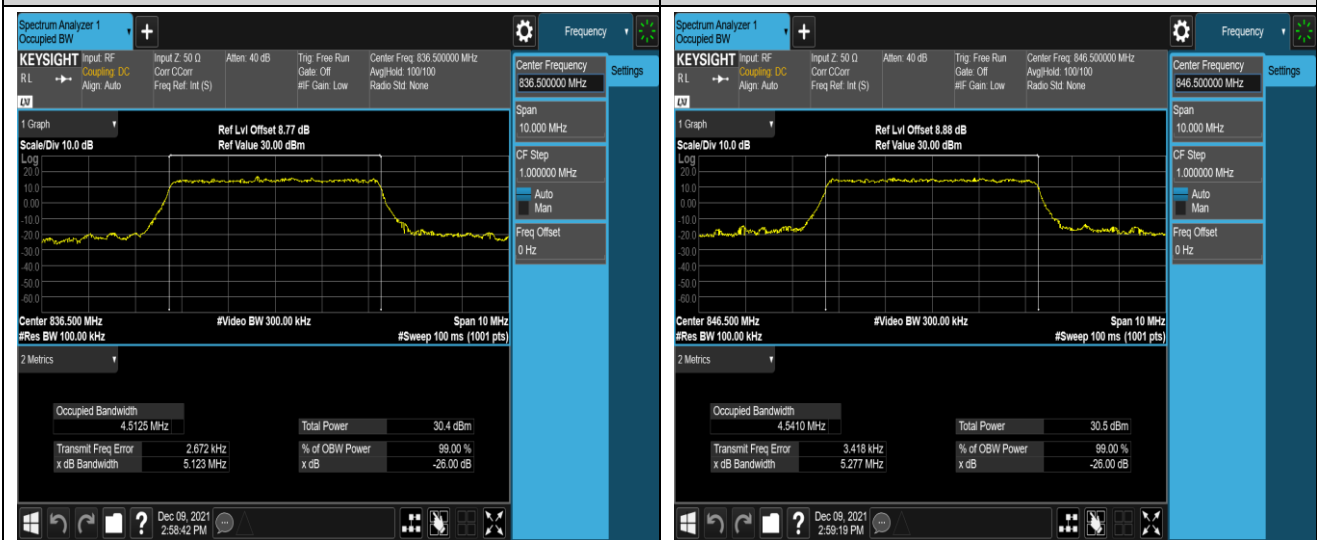 Spectrum Analyzer 1
Occupied BW
Frequency
KEYSIGHT
RL
LXI
Input: RF
Coupling: DC
Align: Auto
Input Z: 50 Ω
Corr CCorr
Freq Ref: Int (S)
Atten: 40 dB
Trig: Free Run
Gate: Off
#IF Gain: Low
Center Freq: 836.500000 MHz
Avg|Hold: 100/100
Radio Std: None
Center Frequency
836.500000 MHz
Settings
Span
10.000 MHz
CF Step
1.000000 MHz
Auto
Man
Freq Offset
0 Hz
1 Graph
Scale/Div 10.0 dB
Ref Lvl Offset 8.77 dB
Ref Value 30.00 dBm
Log
20.0
10.0
0.00
-10.0
-20.0
-30.0
-40.0
-50.0
-60.0
Center 836.500 MHz
#Video BW 300.00 kHz
Span 10 MHz
#Res BW 100.00 kHz
#Sweep 100 ms (1001 pts)
2 Metrics
Occupied Bandwidth
4.5125 MHz
Total Power 30.4 dBm
Transmit Freq Error 2.672 kHz
% of OBW Power 99.00 %
x dB Bandwidth 5.123 MHz
x dB -26.00 dB
?
Dec 09, 2021
2:58:42 PM
Spectrum Analyzer 1
Occupied BW
Frequency
KEYSIGHT
RL
LXI
Input: RF
Coupling: DC
Align: Auto
Input Z: 50 Ω
Corr CCorr
Freq Ref: Int (S)
Atten: 40 dB
Trig: Free Run
Gate: Off
#IF Gain: Low
Center Freq: 846.500000 MHz
Avg|Hold: 100/100
Radio Std: None
Center Frequency
846.500000 MHz
Settings
Span
10.000 MHz
CF Step
1.000000 MHz
Auto
Man
Freq Offset
0 Hz
1 Graph
Scale/Div 10.0 dB
Ref Lvl Offset 8.88 dB
Ref Value 30.00 dBm
Log
20.0
10.0
0.00
-10.0
-20.0
-30.0
-40.0
-50.0
-60.0
Center 846.500 MHz
#Video BW 300.00 kHz
Span 10 MHz
#Res BW 100.00 kHz
#Sweep 100 ms (1001 pts)
2 Metrics
Occupied Bandwidth
4.5410 MHz
Total Power 30.5 dBm
Transmit Freq Error 3.418 kHz
% of OBW Power 99.00 %
x dB Bandwidth 5.277 MHz
x dB -26.00 dB
?
Dec 09, 2021
2:59:19 PM